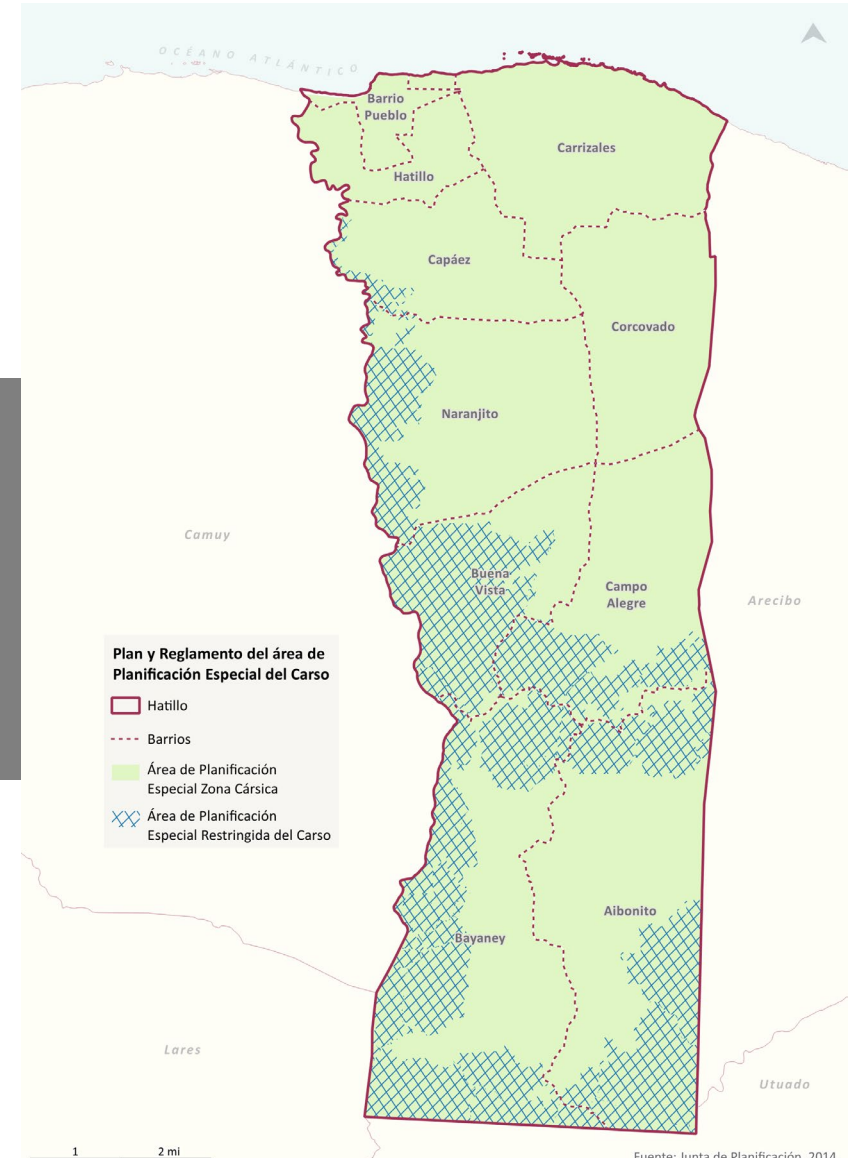 OCÉANO ATLÁNTICO
Barrio
Pueblo
Carrizales
Hatillo
Capáez
Corcovado
Naranjito
Camuy
Buena
Vista
Campo
Alegre
Arecibo
Plan y Reglamento del área de
Planificación Especial del Carso
Hatillo
Barrios
Área de Planificación
Especial Zona Cársica
Área de Planificación
Especial Restringida del Carso
Aibonito
Bayaney
Lares
Utuado
1 2 mi
Fuente: Junta de Planificación, 2014